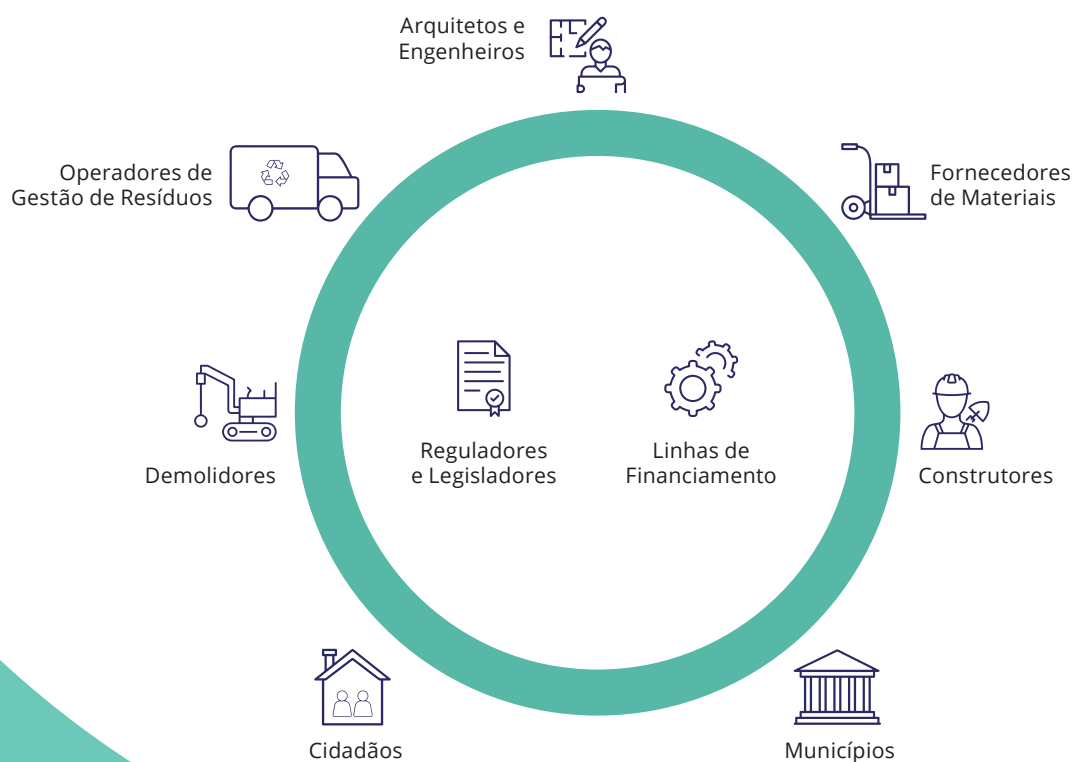 Arquitetos e
Engenheiros
Operadores de
Gestão de Resíduos
Fornecedores
de Materiais
Demolidores
Reguladores
e Legisladores
Linhas de
Financiamento
Construtores
Cidadãos
Municípios